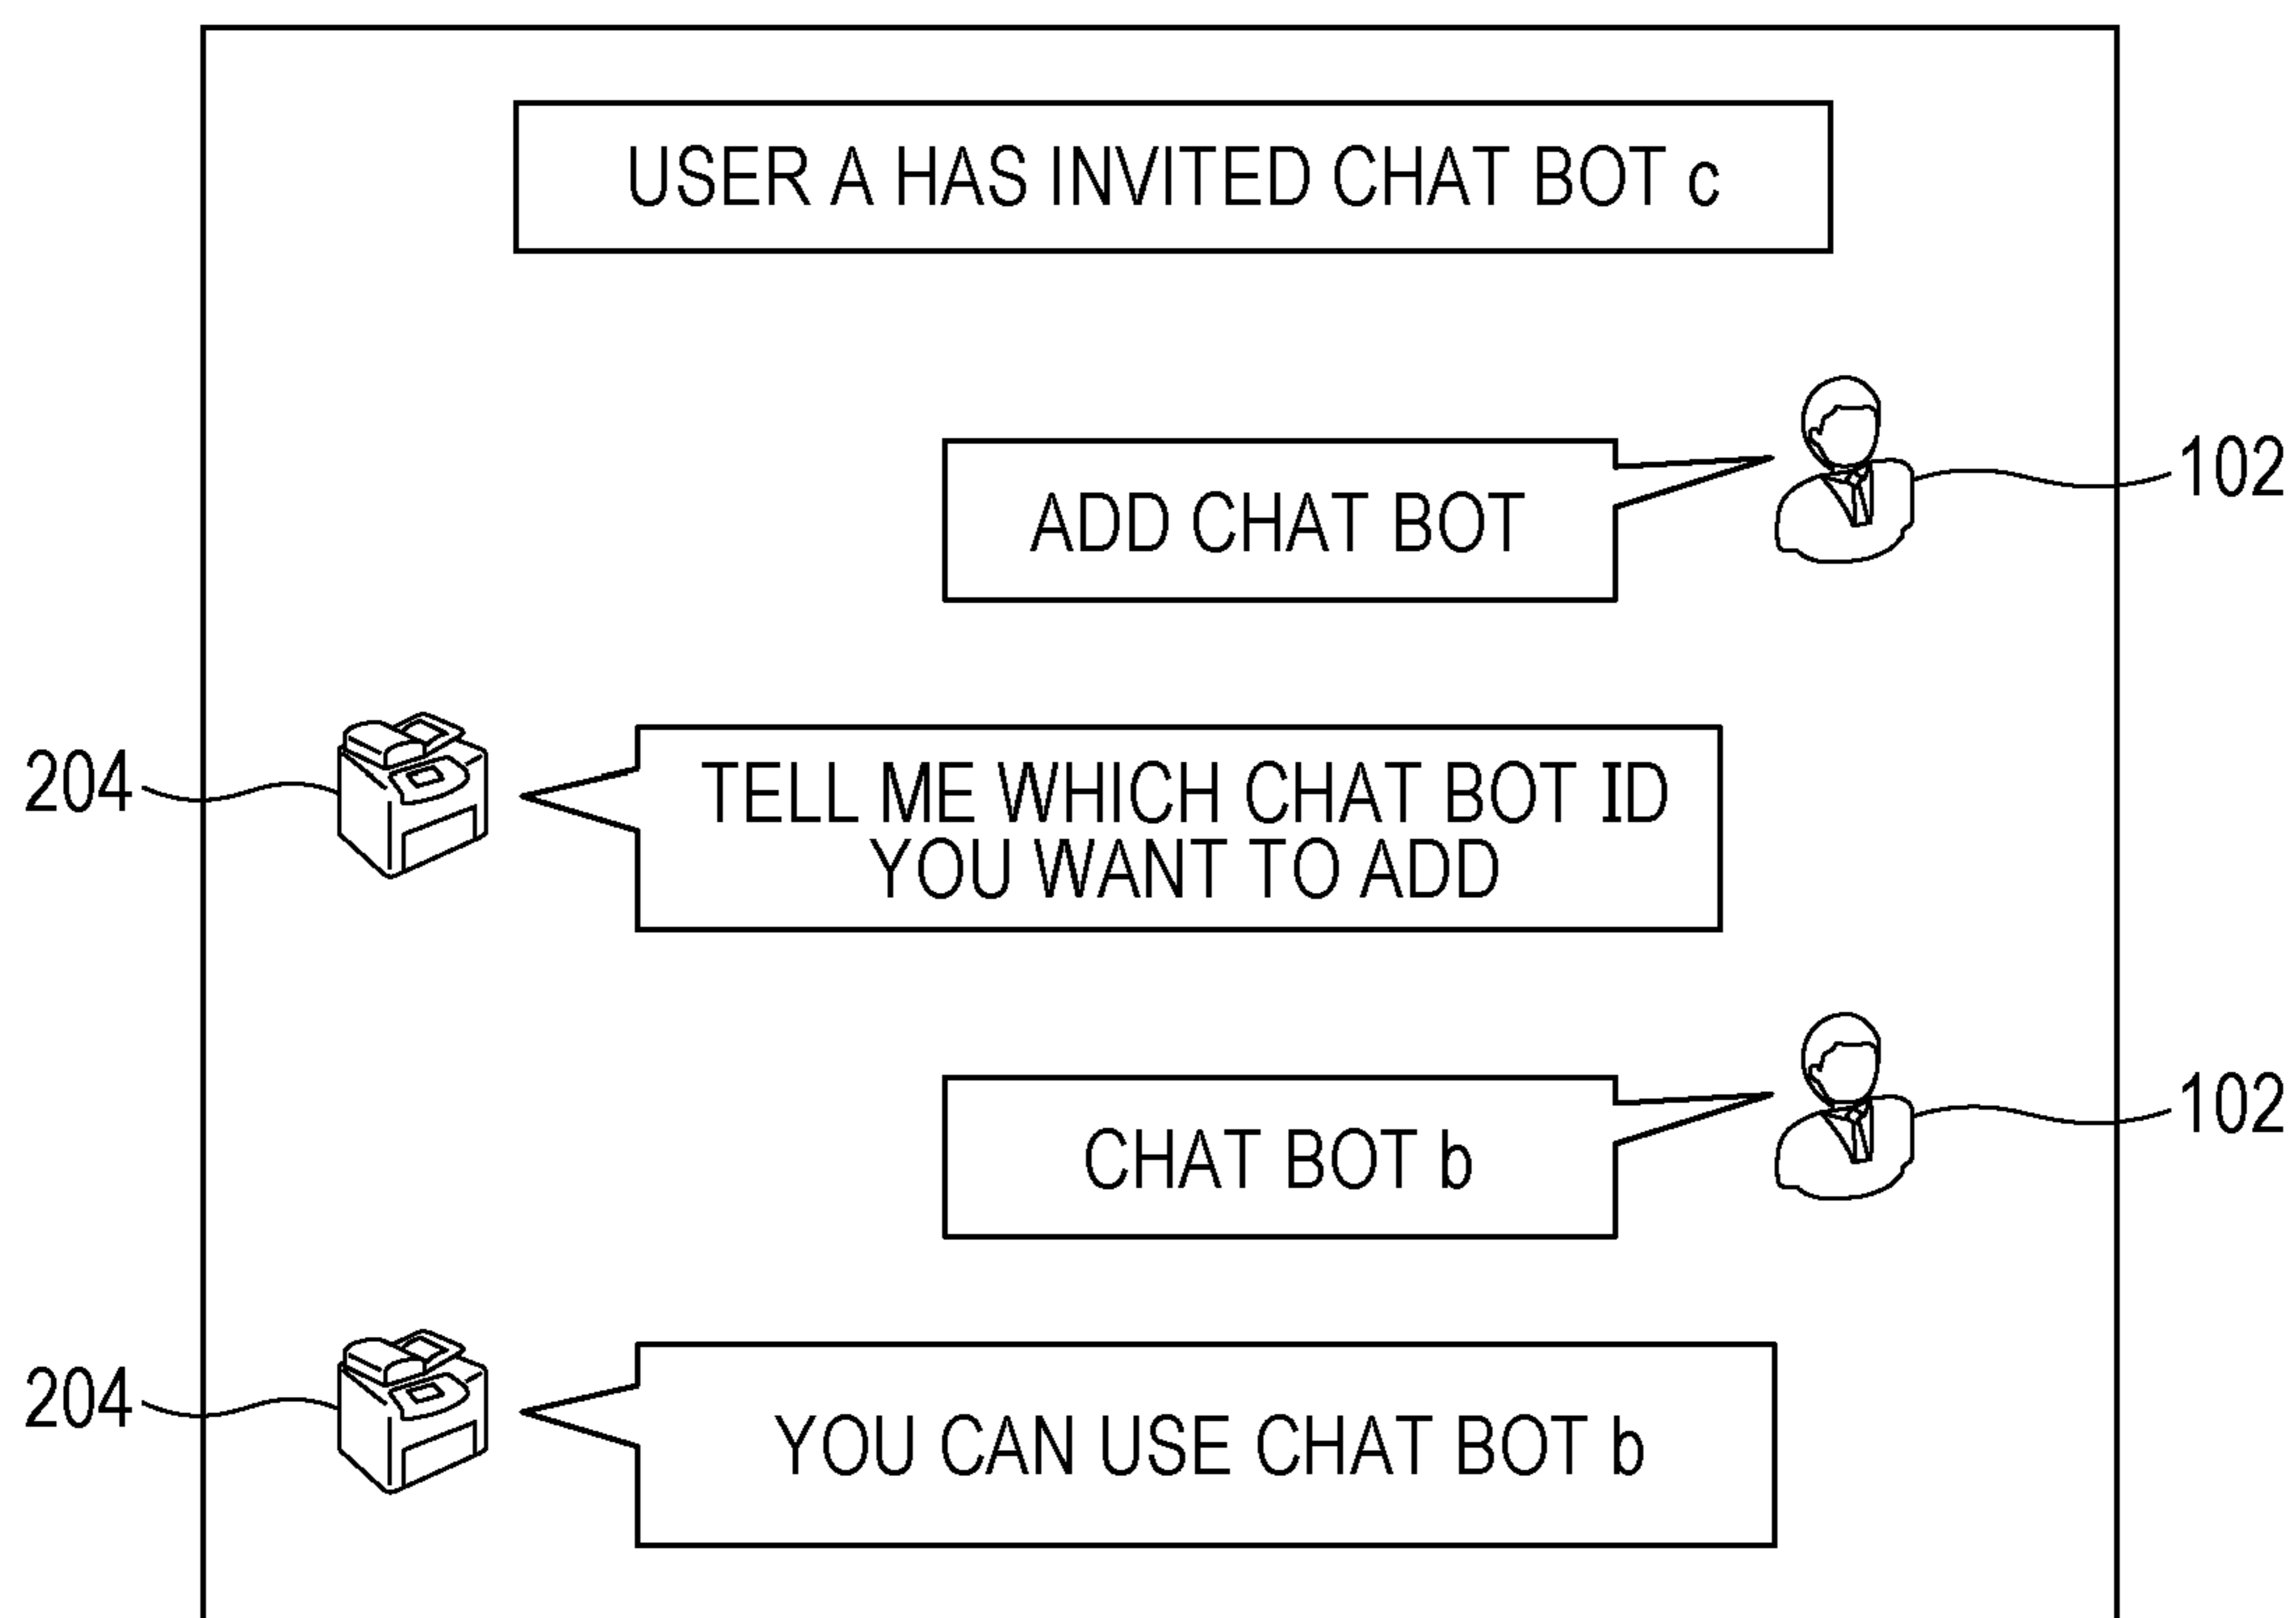 USER A HAS INVITED CHAT BOT c
ADD CHAT BOT
102
204
TELL ME WHICH CHAT BOT ID
YOU WANT TO ADD
CHAT BOT b
102
204
YOU CAN USE CHAT BOT b